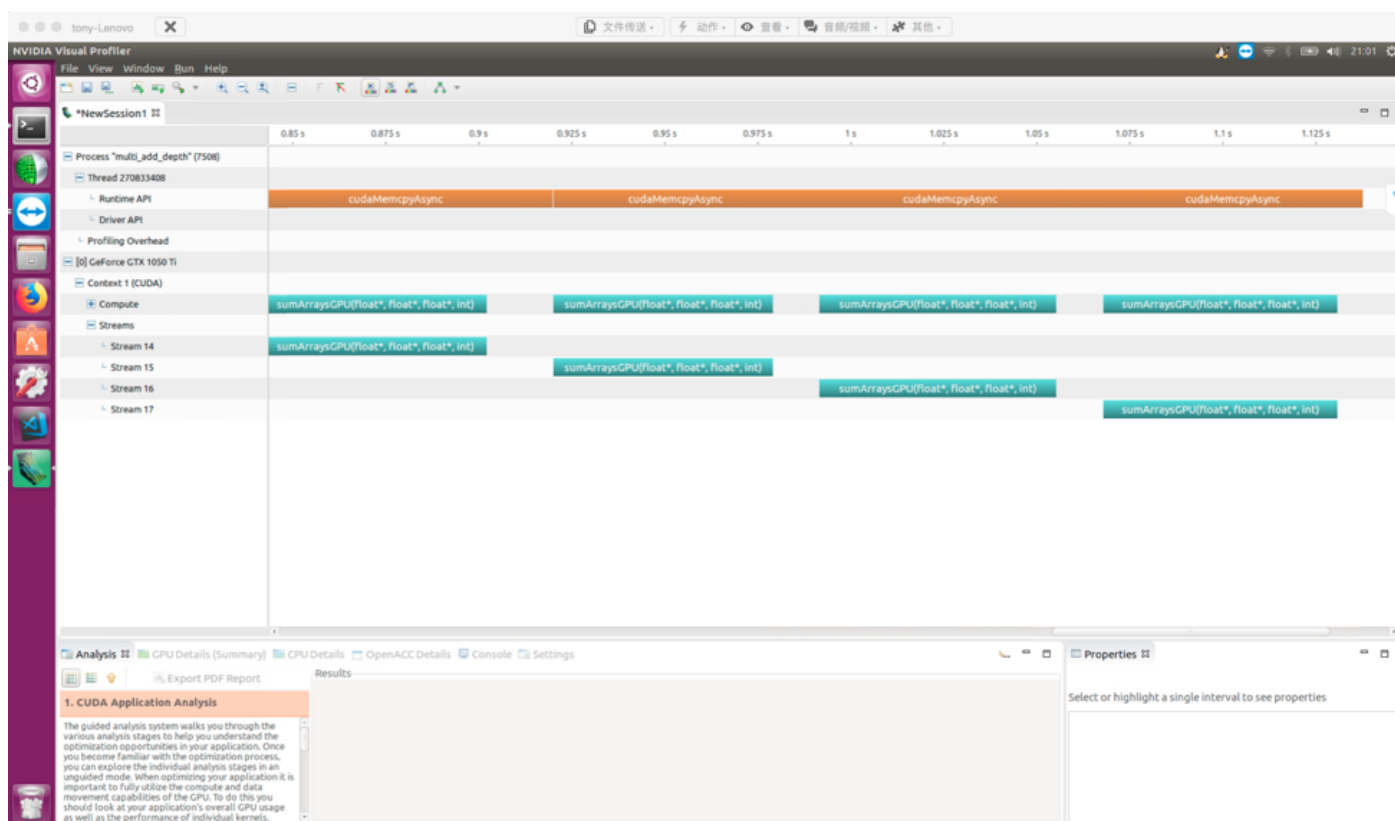 tony-Lenovo
文件传送
动作
查看
音频/视频
其他
NVIDIA Visual Profiler
21:01
File View Window Run Help
*NewSession1
0.85 s 0.875 s 0.9 s 0.925 s 0.95 s 0.975 s 1 s 1.025 s 1.05 s 1.075 s 1.1 s 1.125 s
Process "multi_add_depth" (7508)
Thread 270833408
Runtime API cudaMemcpyAsync cudaMemcpyAsync cudaMemcpyAsync cudaMemcpyAsync
Driver API
Profiling Overhead
[0] GeForce GTX 1050 Ti
Context 1 (CUDA)
Compute sumArraysGPU(float*, float*, float*, int) sumArraysGPU(float*, float*, float*, int) sumArraysGPU(float*, float*, float*, int) sumArraysGPU(float*, float*, float*, int)
Streams
Stream 14 sumArraysGPU(float*, float*, float*, int)
Stream 15 sumArraysGPU(float*, float*, float*, int)
Stream 16 sumArraysGPU(float*, float*, float*, int)
Stream 17 sumArraysGPU(float*, float*, float*, int)
Analysis GPU Details (Summary) CPU Details OpenACC Details Console Settings
Properties
Export PDF Report
Results
Select or highlight a single interval to see properties
1. CUDA Application Analysis
The guided analysis system walks you through the
various analysis stages to help you understand the
optimization opportunities in your application. Once
you become familiar with the optimization process,
you can explore the individual analysis stages in an
unguided mode. When optimizing your application it is
important to fully utilize the compute and data
movement capabilities of the GPU. To do this you
should look at your application's overall GPU usage
as well as the performance of individual kernels.